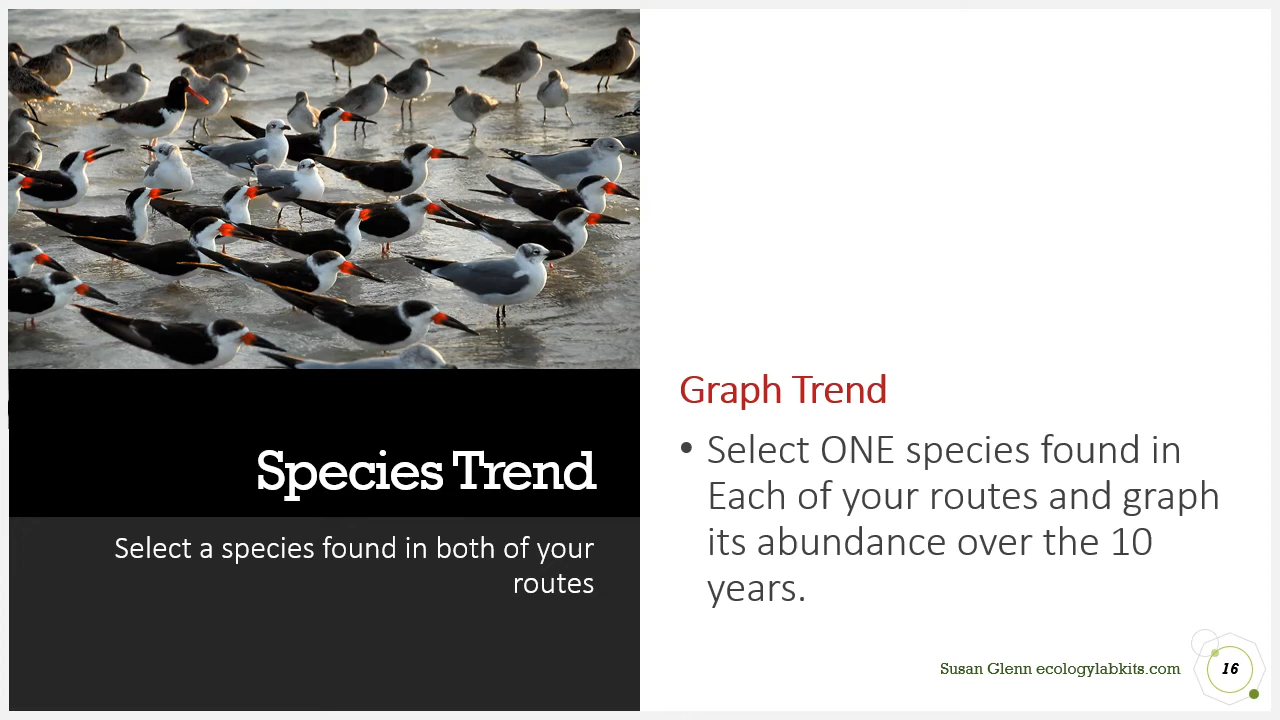 Species Trend
Select a species found in both of your
routes
Graph Trend
• Select ONE species found in
Each of your routes and graph
its abundance over the 10
years.
Susan Glenn ecologylabkits.com
16